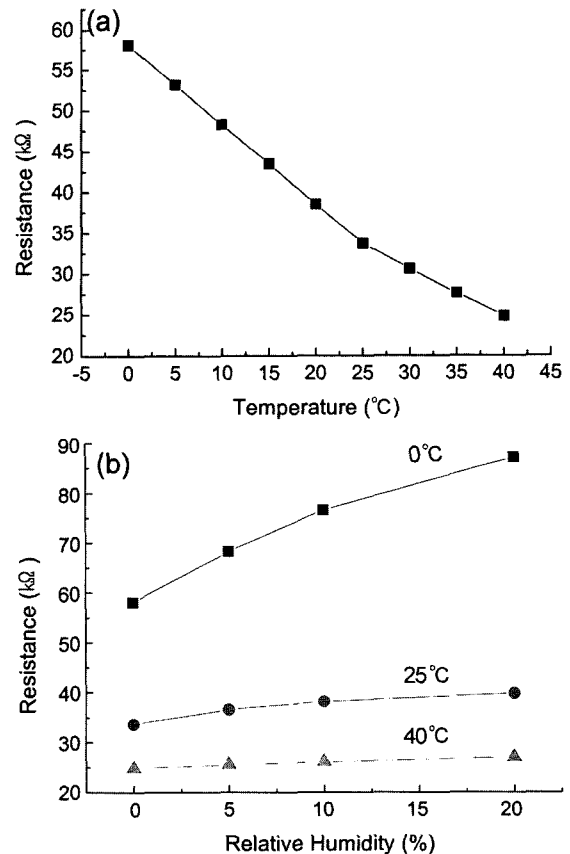 (a)
60
55
50
45
40
35
30
25
20
-5 0 5 10 15 20 25 30 35 40 45
Resistance (kΩ)
Temperature (℃)
(b)
90
80
70
60
50
40
30
20
0 5 10 15 20
0℃
25℃
40℃
Resistance (kΩ)
Relative Humidity (%)